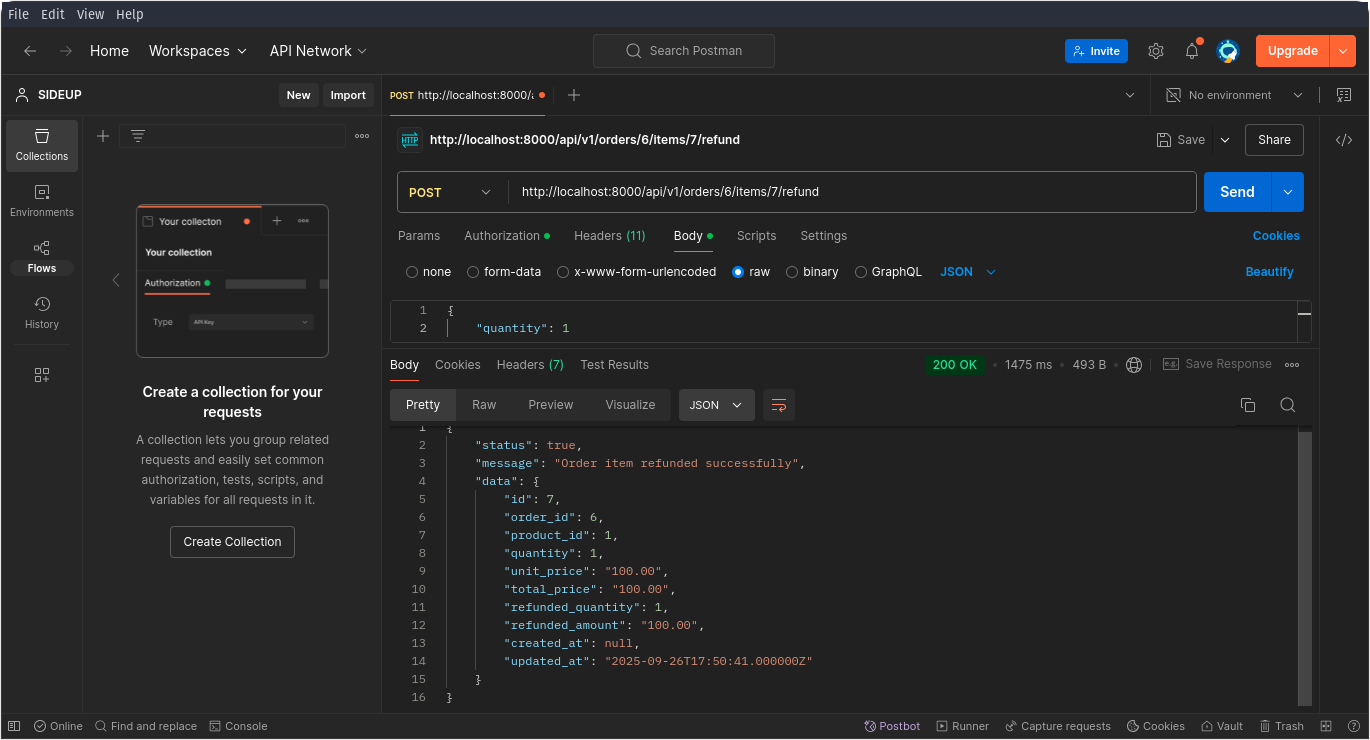 File Edit View Help
Home Workspaces API Network Search Postman Invite Upgrade
SIDEUP New Import POST http://localhost:8000/a No environment
HTTP http://localhost:8000/api/v1/orders/6/items/7/refund Save Share
POST http://localhost:8000/api/v1/orders/6/items/7/refund Send
Params Authorization Headers (11) Body Scripts Settings Cookies
none form-data x-www-form-urlencoded raw binary GraphQL JSON Beautify
1 {
2 "quantity": 1
Collections
Environments
Flows
History
Your collecton
Your collection
Authorization
Type API Key
Create a collection for your
requests
A collection lets you group related
requests and easily set common
authorization, tests, scripts, and
variables for all requests in it.
Create Collection
Body Cookies Headers (7) Test Results 200 OK 1475 ms 493 B e.g. Save Response
Pretty Raw Preview Visualize JSON
1 {
2 "status": true,
3 "message": "Order item refunded successfully",
4 "data": {
5 "id": 7,
6 "order_id": 6,
7 "product_id": 1,
8 "quantity": 1,
9 "unit_price": "100.00",
10 "total_price": "100.00",
11 "refunded_quantity": 1,
12 "refunded_amount": "100.00",
13 "created_at": null,
14 "updated_at": "2025-09-26T17:50:41.000000Z"
15 }
16 }
Online Find and replace Console Postbot Runner Capture requests Cookies Vault Trash